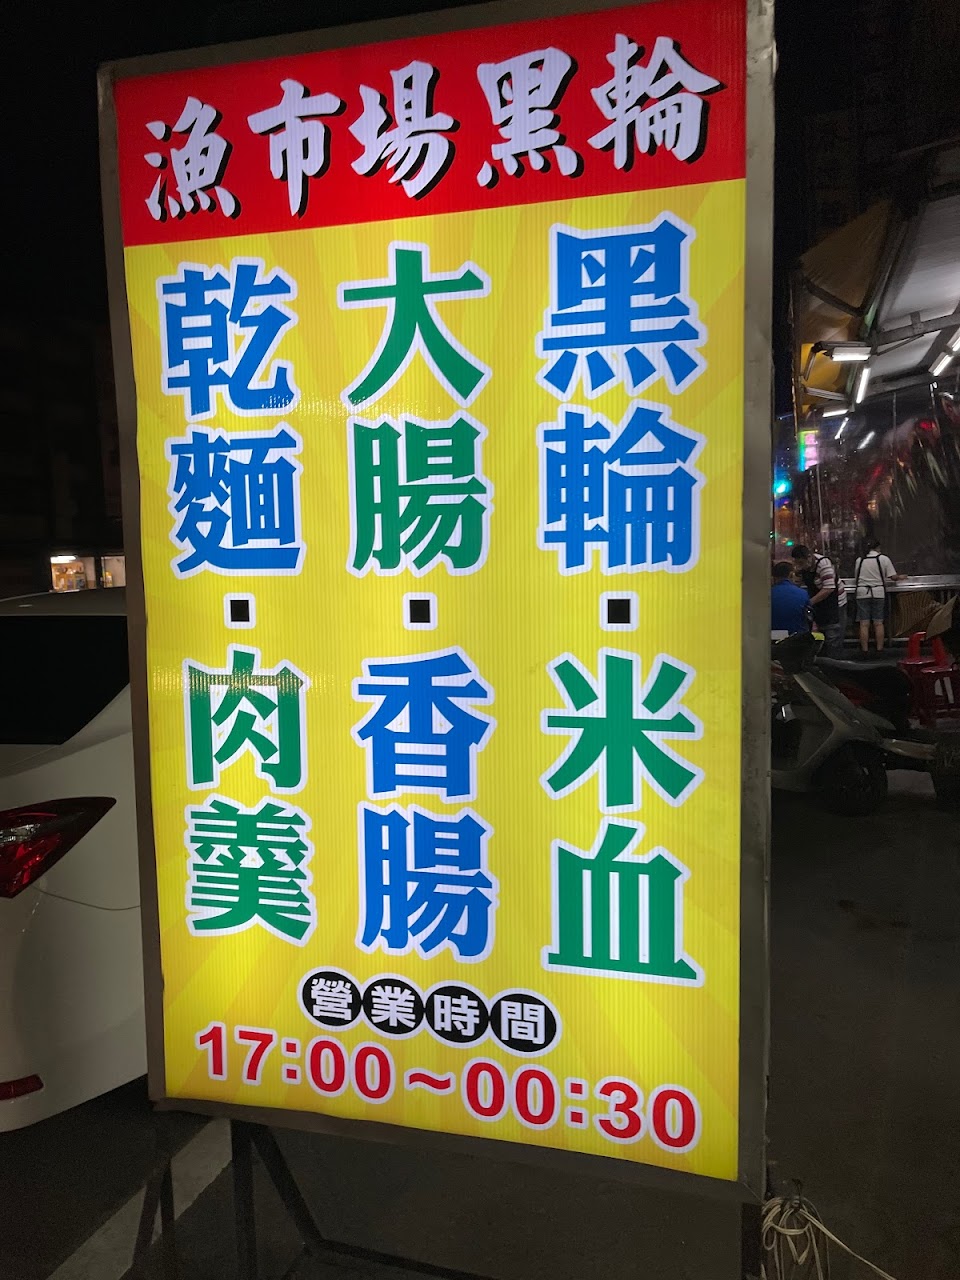 漁市場黑輪
黑輪·米血
大腸·香腸
乾麵·肉羹
營業時間
17:00~00:30